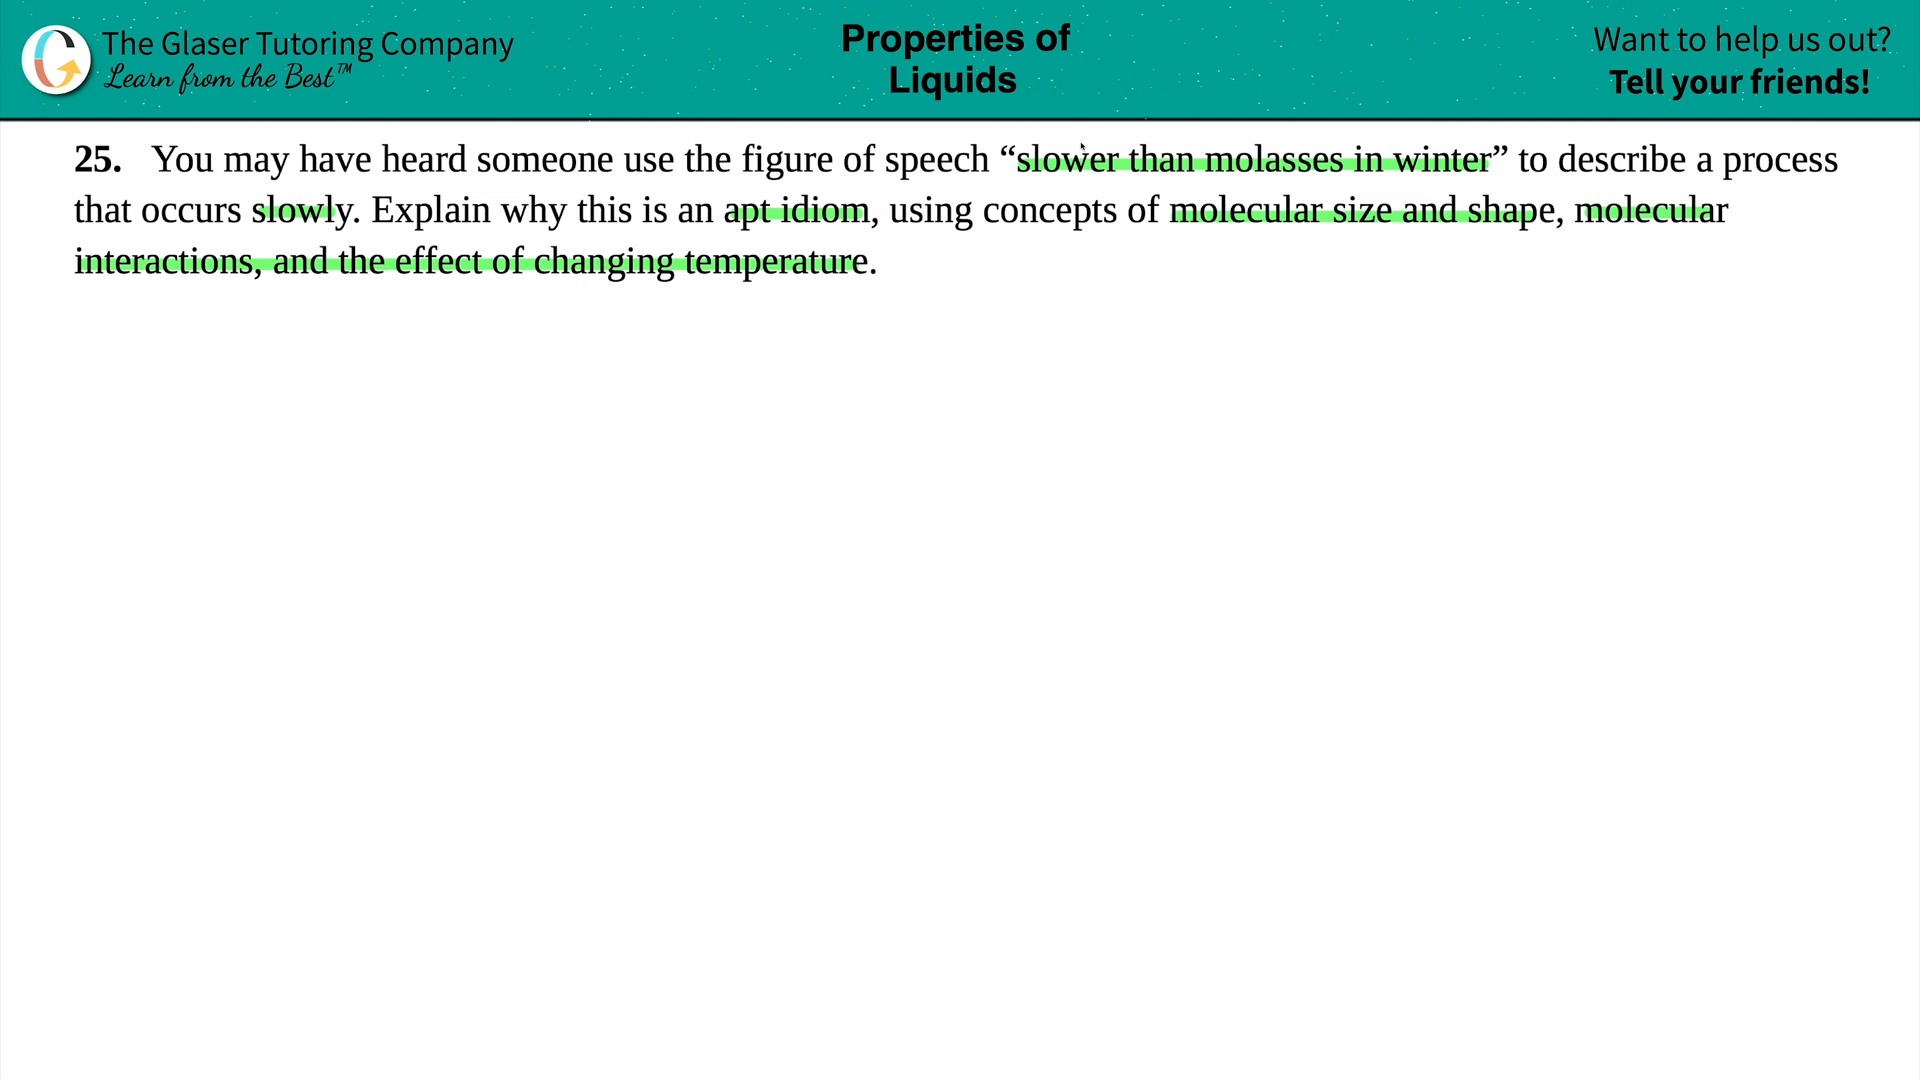 The Glaser Tutoring Company
Learn from the Best™
Properties of
Liquids
Want to help us out?
Tell your friends!
25. You may have heard someone use the figure of speech “slower than molasses in winter” to describe a process
that occurs slowly. Explain why this is an apt idiom, using concepts of molecular size and shape, molecular
interactions, and the effect of changing temperature.